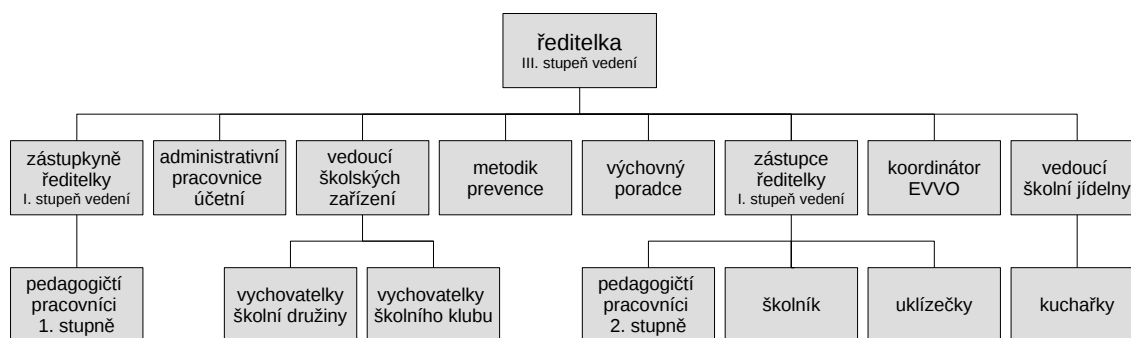 ředitelka
III. stupeň vedení
zástupkyně
ředitelky
I. stupeň vedení
administrativní
pracovnice
účetní
vedoucí
školských
zařízení
metodik
prevence
výchovný
poradce
zástupce
ředitelky
I. stupeň vedení
koordinátor
EVVO
vedoucí
školní jídelny
pedagogičtí
pracovníci
1. stupně
vychovatelky
školní družiny
vychovatelky
školního klubu
pedagogičtí
pracovníci
2. stupně
školník
uklízečky
kuchařky